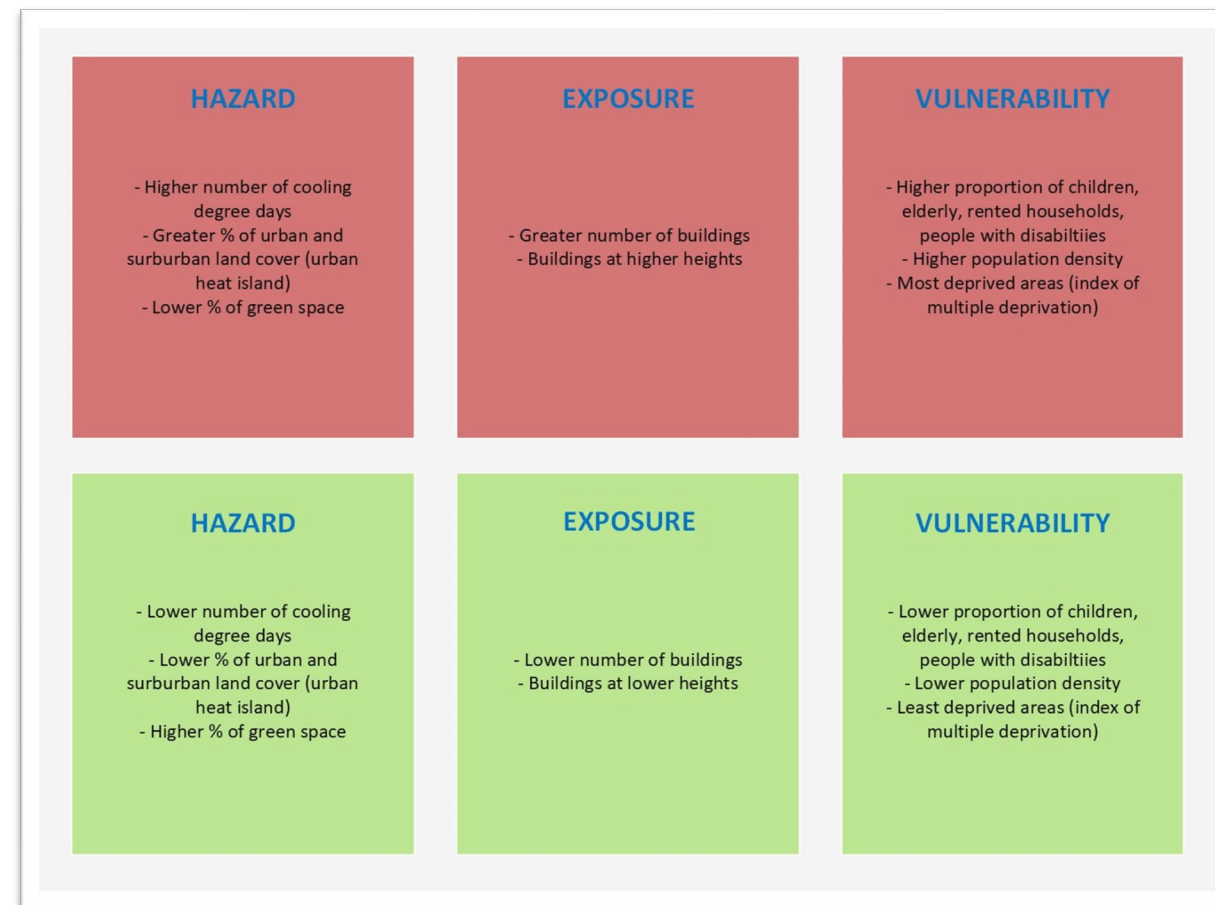 HAZARD
- Higher number of cooling
degree days
- Greater % of urban and
surburban land cover (urban
heat island)
- Lower % of green space
EXPOSURE
- Greater number of buildings
- Buildings at higher heights
VULNERABILITY
- Higher proportion of children,
elderly, rented households,
people with disabiltiies
- Higher population density
- Most deprived areas (index of
multiple deprivation)
HAZARD
- Lower number of cooling
degree days
- Lower % of urban and
surburban land cover (urban
heat island)
- Higher % of green space
EXPOSURE
- Lower number of buildings
- Buildings at lower heights
VULNERABILITY
- Lower proportion of children,
elderly, rented households,
people with disabiltiies
- Lower population density
- Least deprived areas (index of
multiple deprivation)